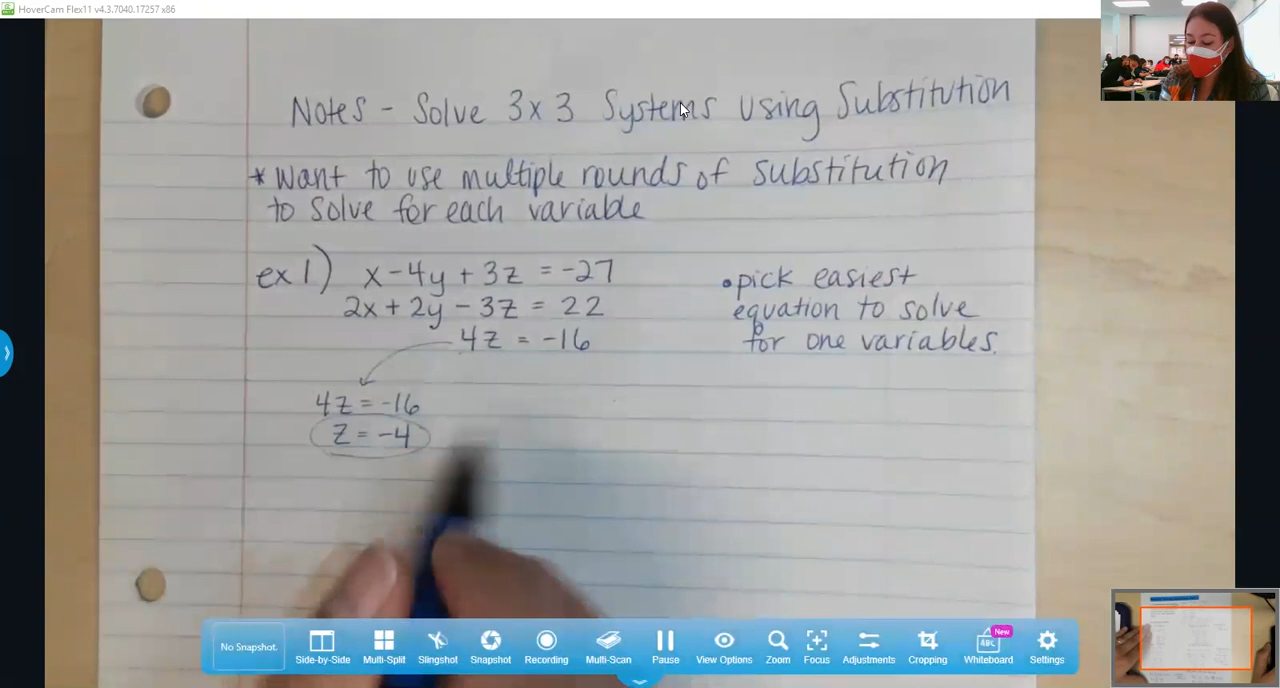 HoverCam Flex11 v4.3.7040.17257 x86
Notes - Solve 3x3 Systems Using Substitution
* Want to use multiple rounds of substitution
to solve for each variable
ex 1) x - 4y + 3z = -27
2x + 2y - 3z = 22
4z = -16
• pick easiest
equation to solve
for one variables.
4z = -16
z = -4
No Snapshot.
Side-by-Side
Multi-Split
Slingshot
Snapshot
Recording
Multi-Scan
Pause
View Options
Zoom
Focus
Adjustments
Cropping
ABC
New
Whiteboard
Settings